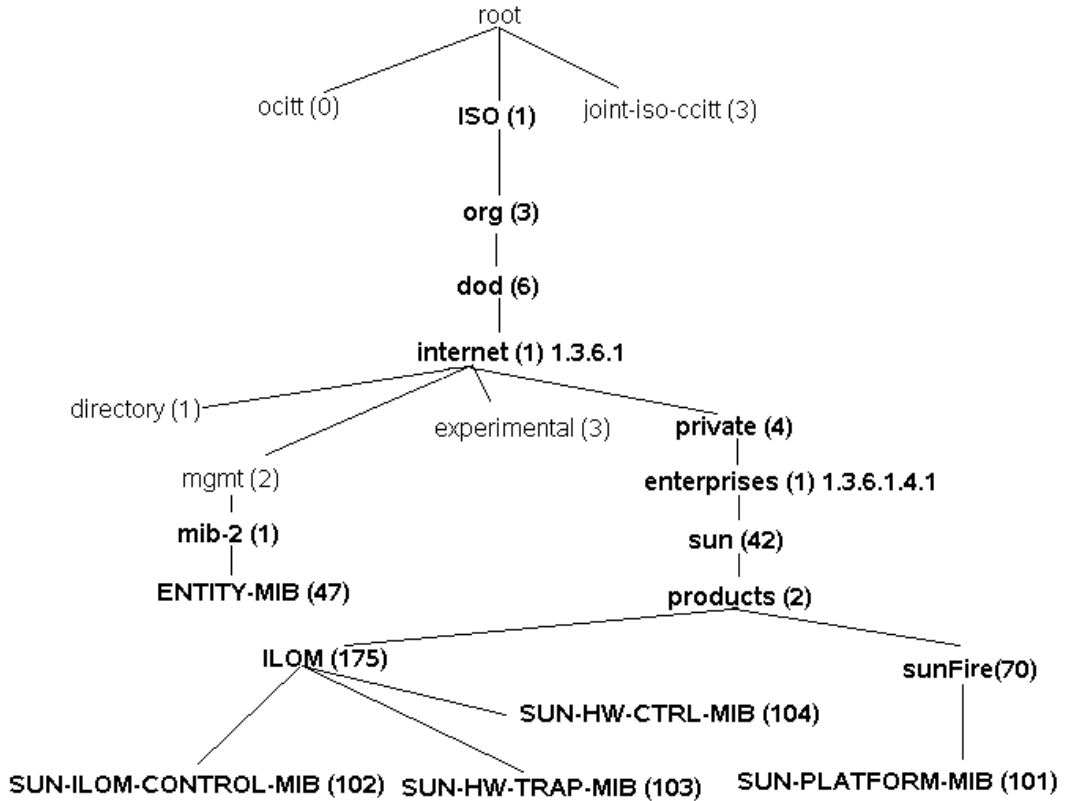 root
ocitt (0)
ISO (1)
joint-iso-ccitt (3)
org (3)
dod (6)
internet (1) 1.3.6.1
directory (1)
experimental (3)
private (4)
mgmt (2)
enterprises (1) 1.3.6.1.4.1
mib-2 (1)
sun (42)
ENTITY-MIB (47)
products (2)
ILOM (175)
sunFire(70)
SUN-HW-CTRL-MIB (104)
SUN-ILOM-CONTROL-MIB (102)
SUN-HW-TRAP-MIB (103)
SUN-PLATFORM-MIB (101)